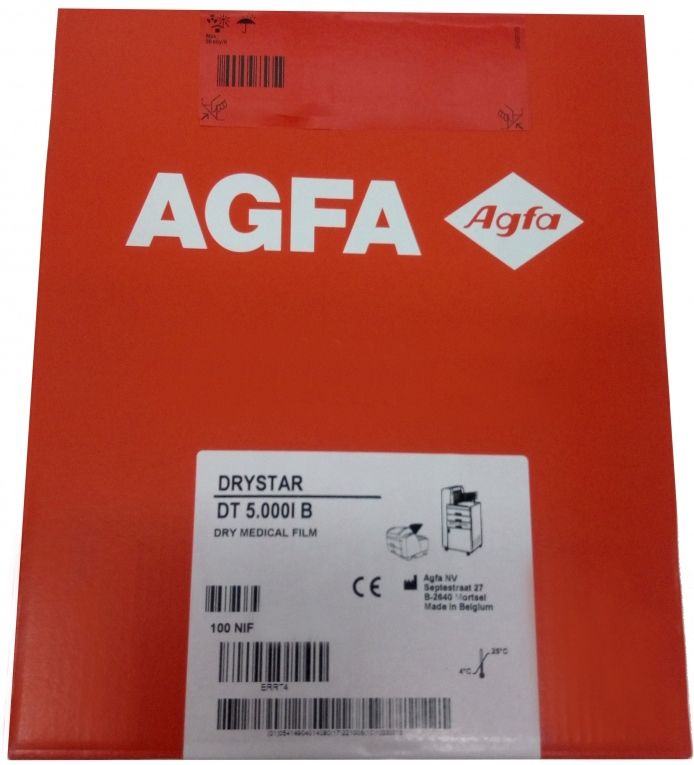 AGFA
Agfa
DRYSTAR
DT 5.000I B
DRY MEDICAL FILM
Agfa NV
Septestraat 27
B-2640 Mortsel
Made in Belgium
100 NIF
25°C
4°C
ERRT4